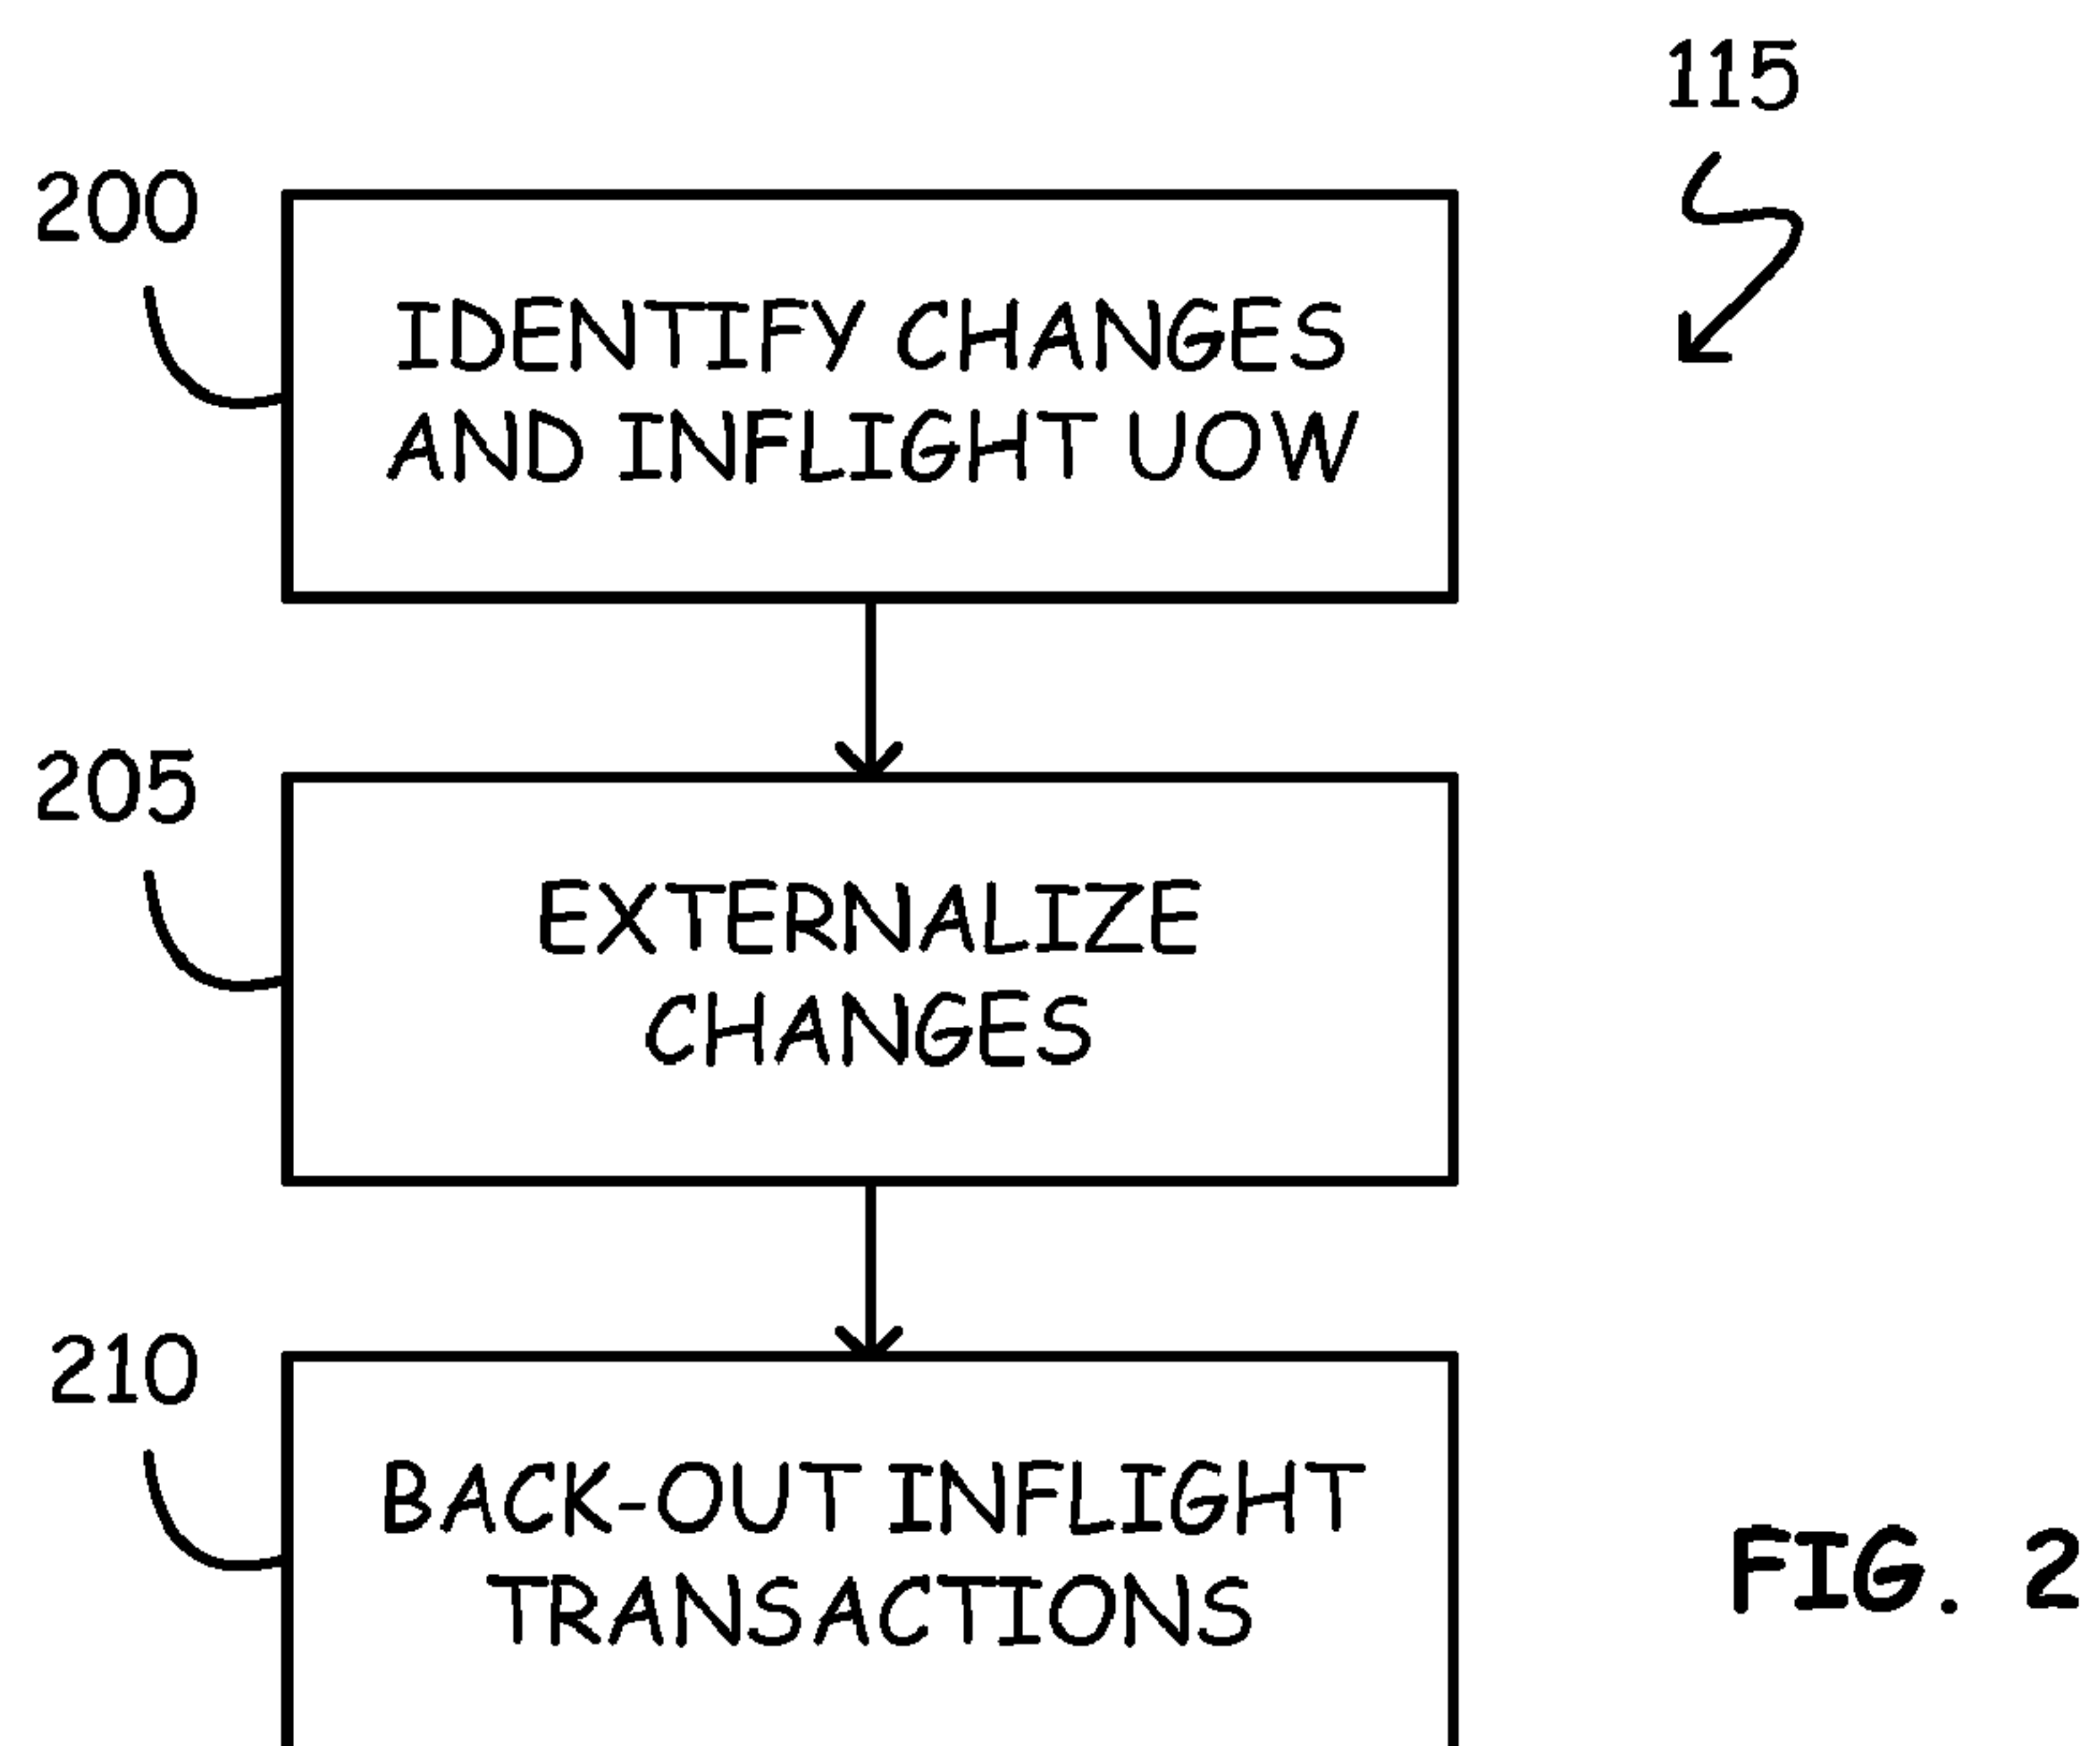 115
200
IDENTIFY CHANGES
AND INFLIGHT UOW
205
EXTERNALIZE
CHANGES
210
BACK-OUT INFLIGHT
TRANSACTIONS
FIG. 2